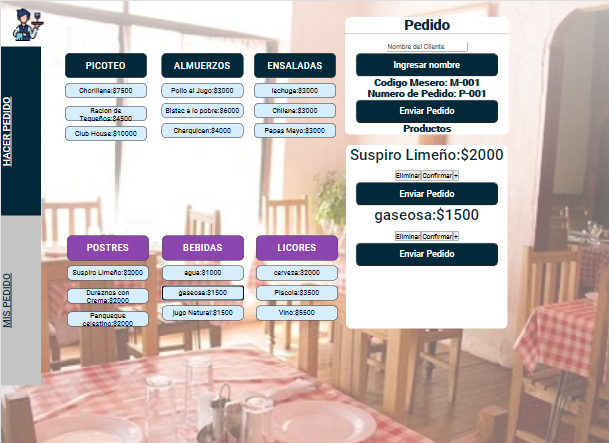 HACER PEDIDO
MIS PEDIDO
PICOTEO
Chorillana:$7500
Racion de
Tequeños:$4500
Club House:$10000
ALMUERZOS
Pollo al Jugo:$3000
Bistec a lo pobre:$6000
Charquican:$4000
ENSALADAS
lechuga:$3000
Chilena:$3000
Papas Mayo:$3000
POSTRES
Suspiro Limeño:$2000
Duraznos con
Crema:$2000
Panqueque
celestino:$2000
BEBIDAS
agua:$1000
gaseosa:$1500
Jugo Natural:$1500
LICORES
cerveza:$2000
Piscola:$3500
Vino:$5500
Pedido
Nombre del Cliente
Ingresar nombre
Codigo Mesero: M-001
Numero de Pedido: P-001
Enviar Pedido
Productos
Suspiro Limeño:$2000
Eliminar Confirmar +
Enviar Pedido
gaseosa:$1500
Eliminar Confirmar +
Enviar Pedido